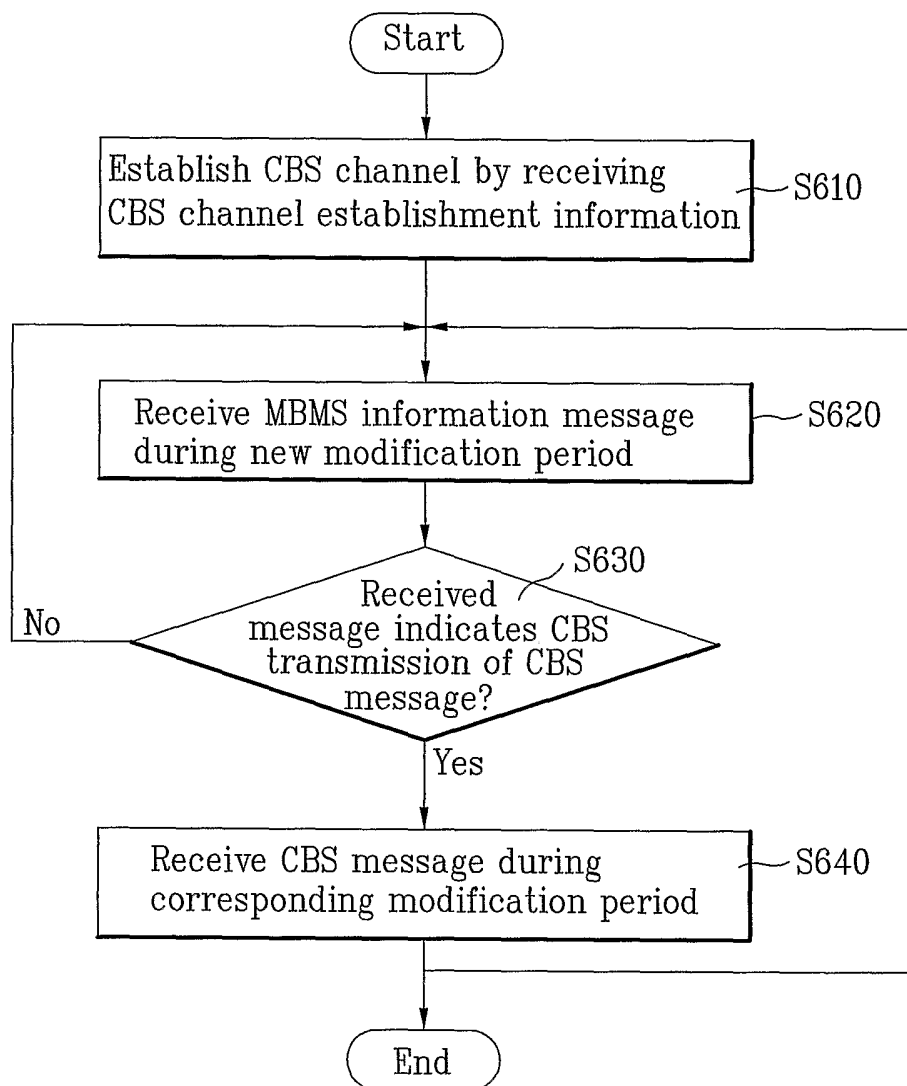 Start
Establish CBS channel by receiving
CBS channel establishment information
S610
Receive MBMS information message
during new modification period
S620
S630
Received
message indicates CBS
transmission of CBS
message?
No
Yes
Receive CBS message during
corresponding modification period
S640
End